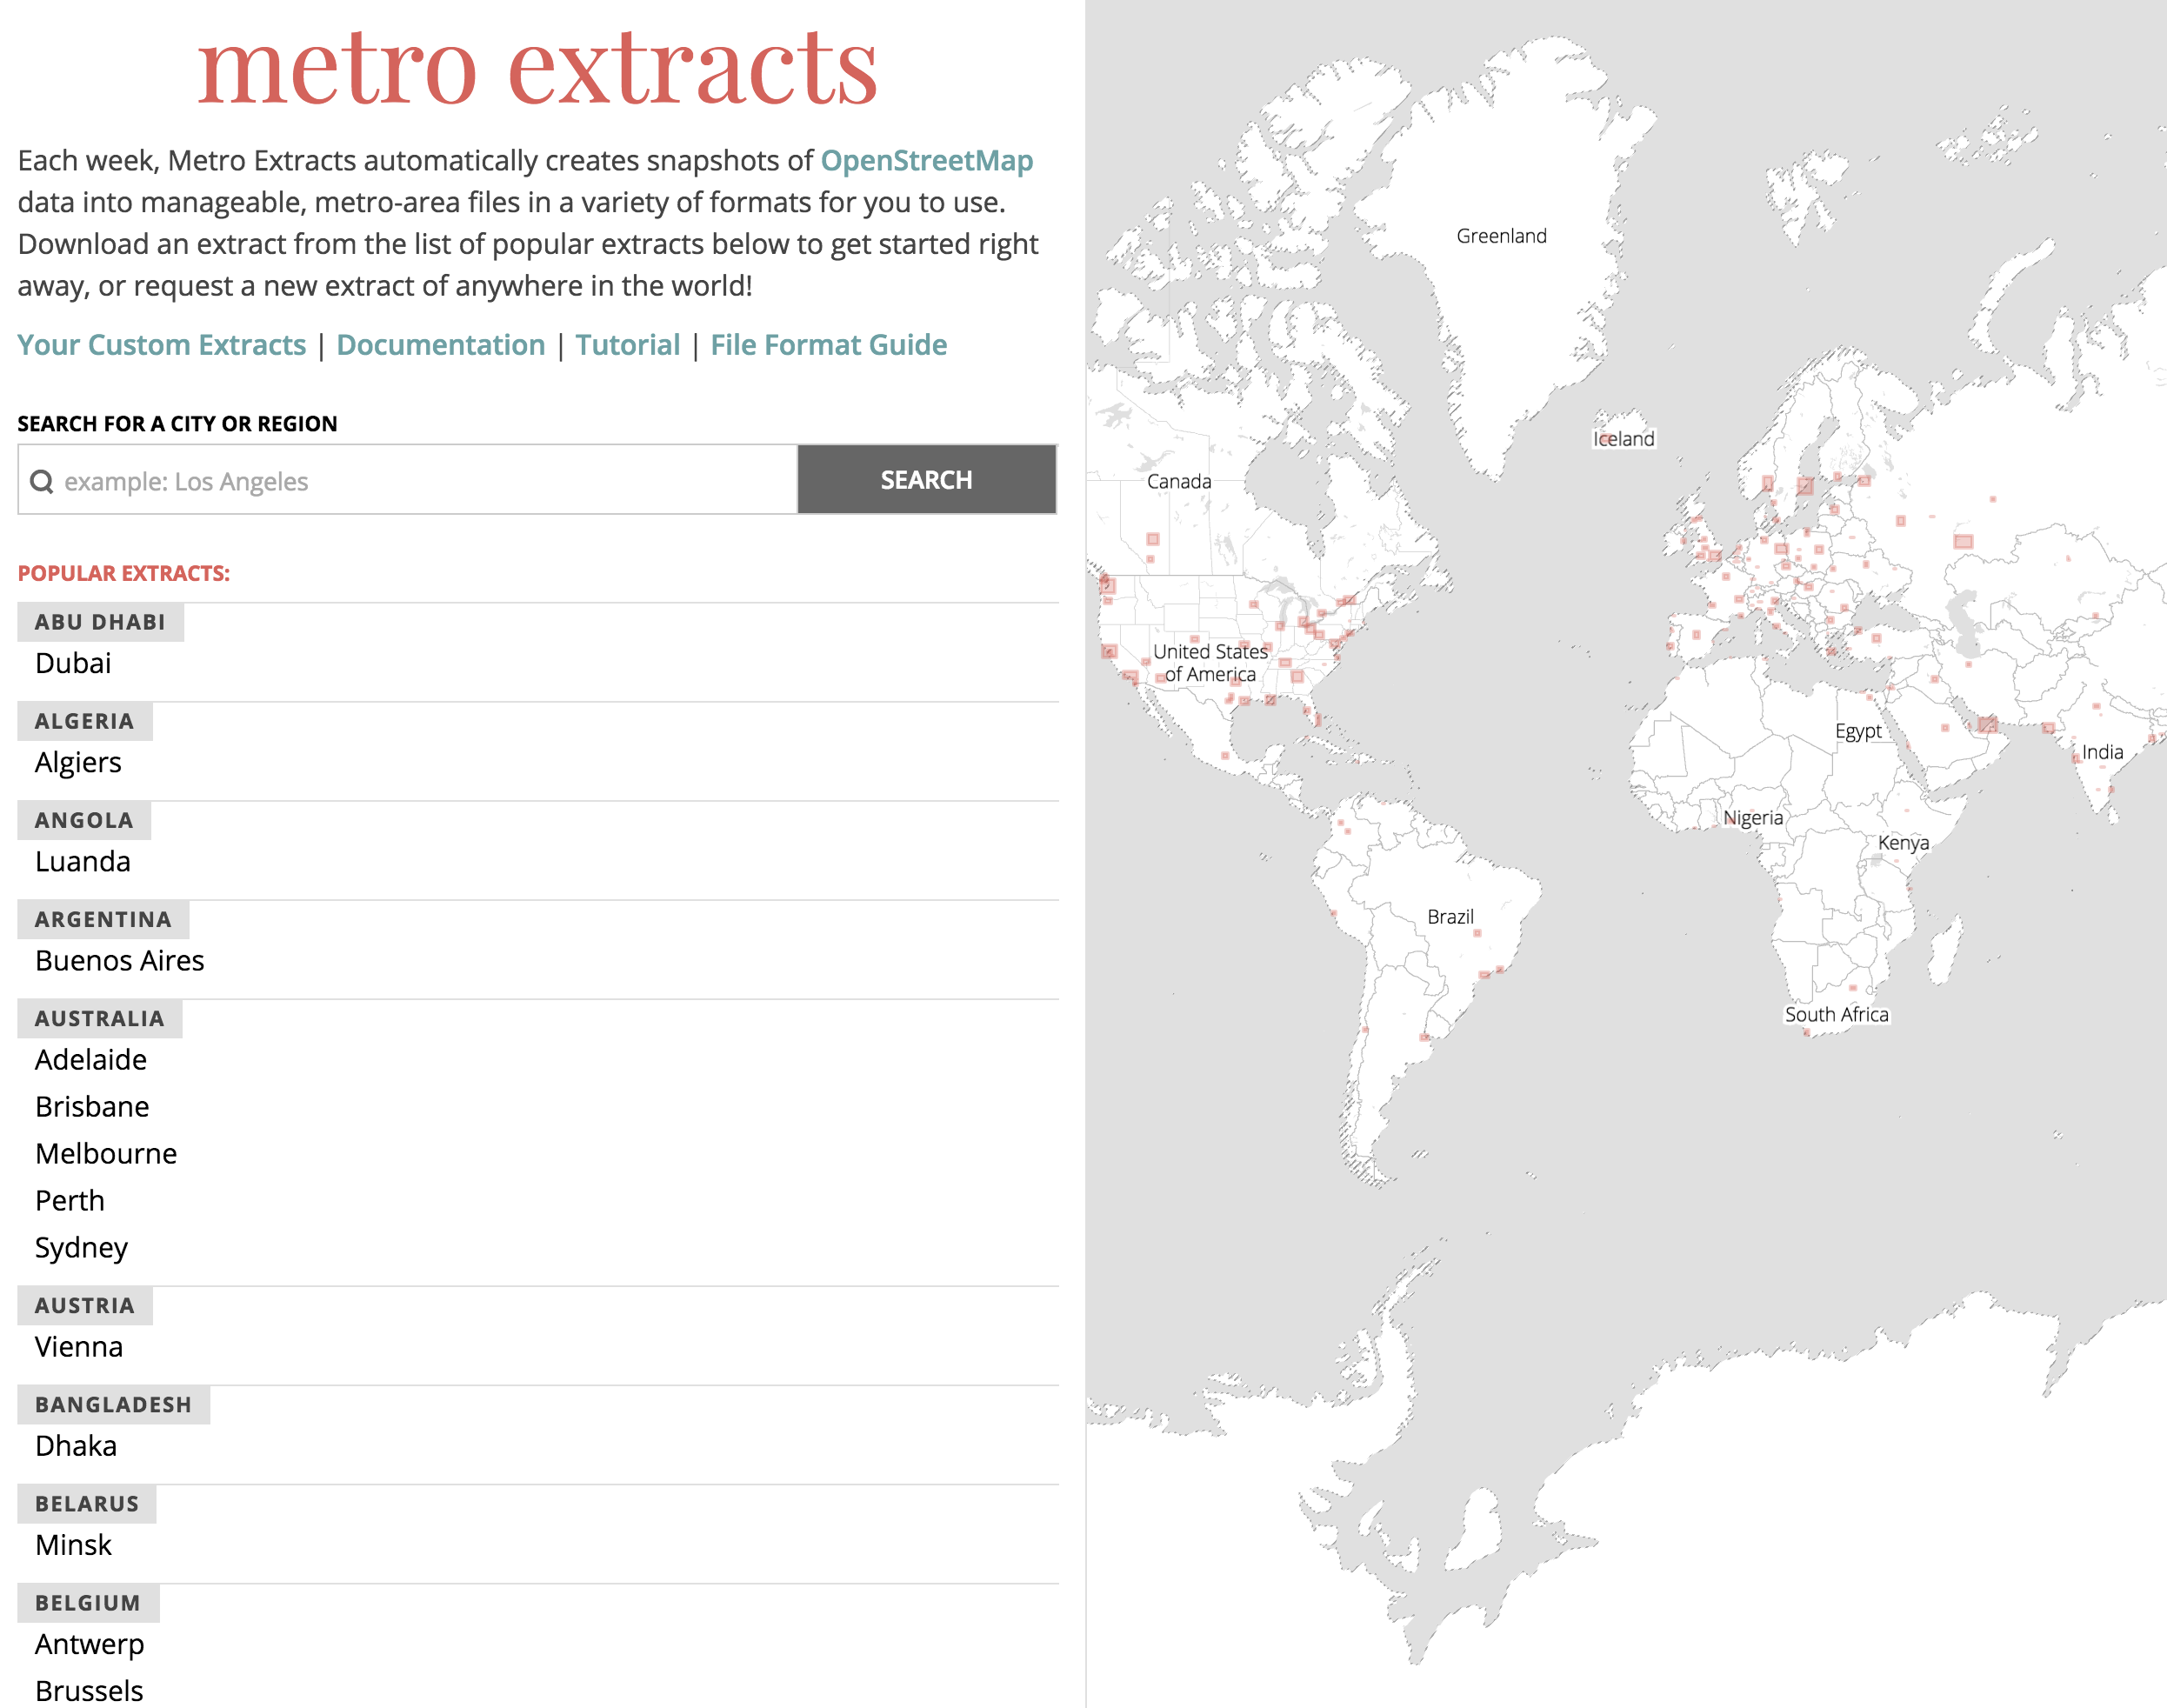 metro extracts
Each week, Metro Extracts automatically creates snapshots of OpenStreetMap
data into manageable, metro-area files in a variety of formats for you to use.
Download an extract from the list of popular extracts below to get started right
away, or request a new extract of anywhere in the world!
Your Custom Extracts | Documentation | Tutorial | File Format Guide
SEARCH FOR A CITY OR REGION
example: Los Angeles
SEARCH
POPULAR EXTRACTS:
ABU DHABI
Dubai
ALGERIA
Algiers
ANGOLA
Luanda
ARGENTINA
Buenos Aires
AUSTRALIA
Adelaide
Brisbane
Melbourne
Perth
Sydney
AUSTRIA
Vienna
BANGLADESH
Dhaka
BELARUS
Minsk
BELGIUM
Antwerp
Brussels
Greenland
Iceland
Canada
United States
of America
Egypt
India
Nigeria
Kenya
Brazil
South Africa